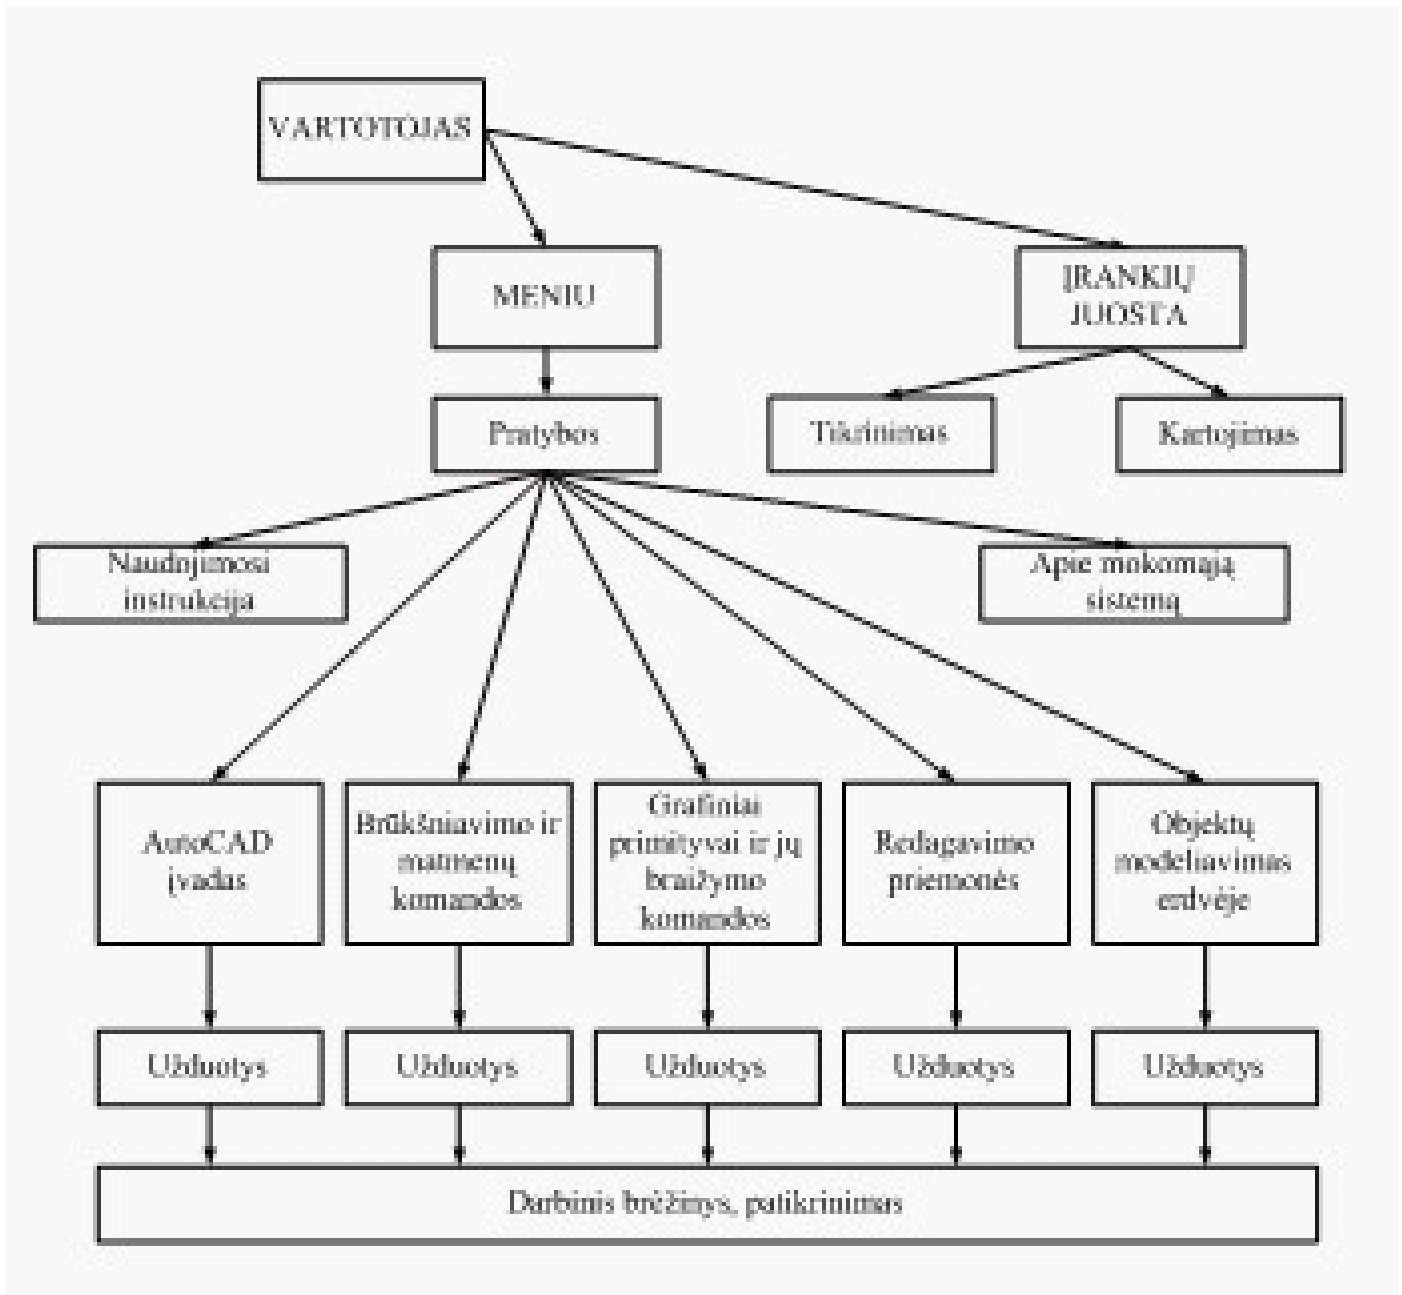 VARTOTOJAS
MENIU
ĮRANKIŲ
JUOSTA
Pratybos
Tikrinimas
Kartojimas
Naudojimosi
instrukcija
Apie mokomąją
sistemą
AutoCAD
įvadas
Brūkšniavimo ir
matmenų
komandos
Grafiniai
primityvai ir jų
braižymo
komandos
Redagavimo
priemonės
Objektų
modeliavimas
erdvėje
Užduotys
Užduotys
Užduotys
Užduotys
Užduotys
Darbinis brėžinys, patikrinimas